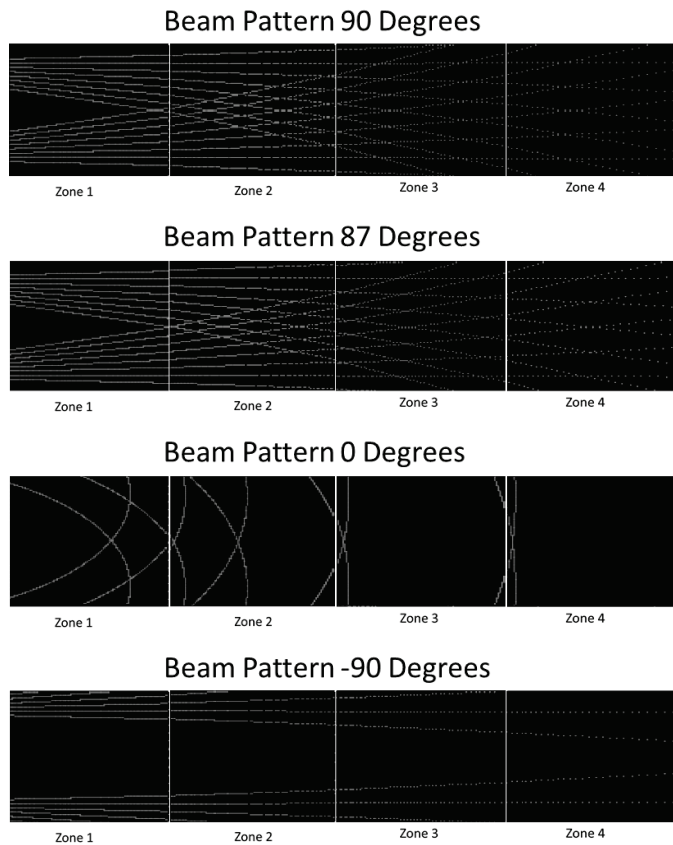 Beam Pattern 90 Degrees
Zone 1 Zone 2 Zone 3 Zone 4
Beam Pattern 87 Degrees
Zone 1 Zone 2 Zone 3 Zone 4
Beam Pattern 0 Degrees
Zone 1 Zone 2 Zone 3 Zone 4
Beam Pattern -90 Degrees
Zone 1 Zone 2 Zone 3 Zone 4